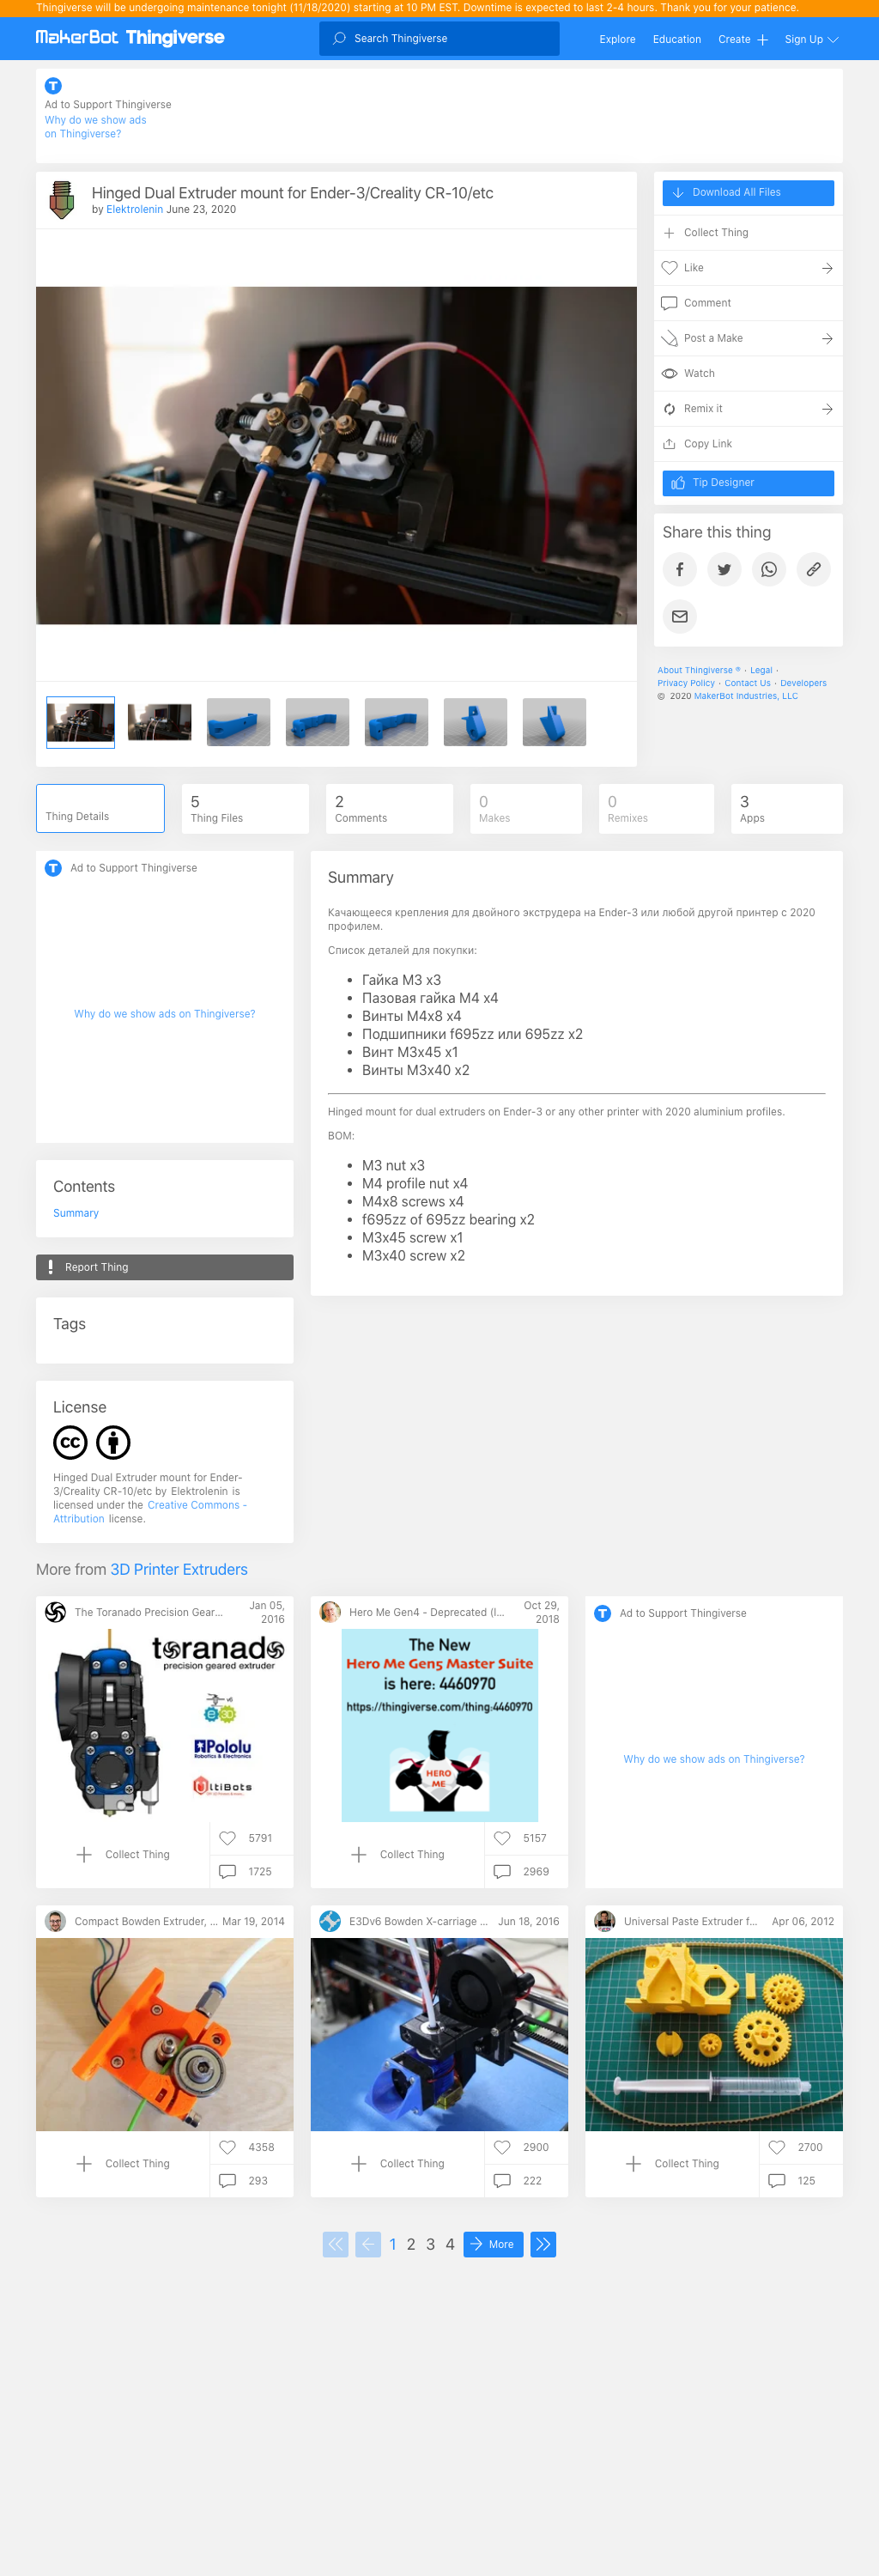 Thingiverse will be undergoing maintenance tonight (11/18/2020) starting at 10 PM EST. Downtime is expected to last 2-4 hours. Thank you for your patience.
MakerBot Thingiverse
Search Thingiverse
Explore
Education
Create
Sign Up
Ad to Support Thingiverse
Why do we show ads
on Thingiverse?
Hinged Dual Extruder mount for Ender-3/Creality CR-10/etc
by Elektrolenin June 23, 2020
Download All Files
Collect Thing
Like
Comment
Post a Make
Watch
Remix it
Copy Link
Tip Designer
Share this thing
About Thingiverse ® · Legal ·
Privacy Policy · Contact Us · Developers
© 2020 MakerBot Industries, LLC
Thing Details
5
Thing Files
2
Comments
0
Makes
0
Remixes
3
Apps
Ad to Support Thingiverse
Why do we show ads on Thingiverse?
Contents
Summary
Report Thing
Tags
License
cc
Hinged Dual Extruder mount for Ender-
3/Creality CR-10/etc by Elektrolenin is
licensed under the Creative Commons -
Attribution license.
Summary
Качающееся крепления для двойного экструдера на Ender-3 или любой другой принтер с 2020
профилем.
Список деталей для покупки:
• Гайка М3 х3
• Пазовая гайка М4 х4
• Винты М4х8 х4
• Подшипники f695zz или 695zz x2
• Винт М3х45 х1
• Винты М3х40 х2
Hinged mount for dual extruders on Ender-3 or any other printer with 2020 aluminium profiles.
BOM:
• M3 nut x3
• M4 profile nut x4
• M4x8 screws x4
• f695zz of 695zz bearing x2
• M3x45 screw x1
• M3x40 screw x2
More from 3D Printer Extruders
The Toranado Precision Gear...
Jan 05,
2016
toranado
precision geared extruder
v6
E3D
Pololu
Robotics & Electronics
UltiBots
Collect Thing
5791
1725
Hero Me Gen4 - Deprecated (I...
Oct 29,
2018
The New
Hero Me Gen5 Master Suite
is here: 4460970
https://thingiverse.com/thing:4460970
HERO
ME
Collect Thing
5157
2969
Ad to Support Thingiverse
Why do we show ads on Thingiverse?
Compact Bowden Extruder, ...
Mar 19, 2014
Collect Thing
4358
293
E3Dv6 Bowden X-carriage ...
Jun 18, 2016
Collect Thing
2900
222
Universal Paste Extruder f...
Apr 06, 2012
Collect Thing
2700
125
1 2 3 4 More